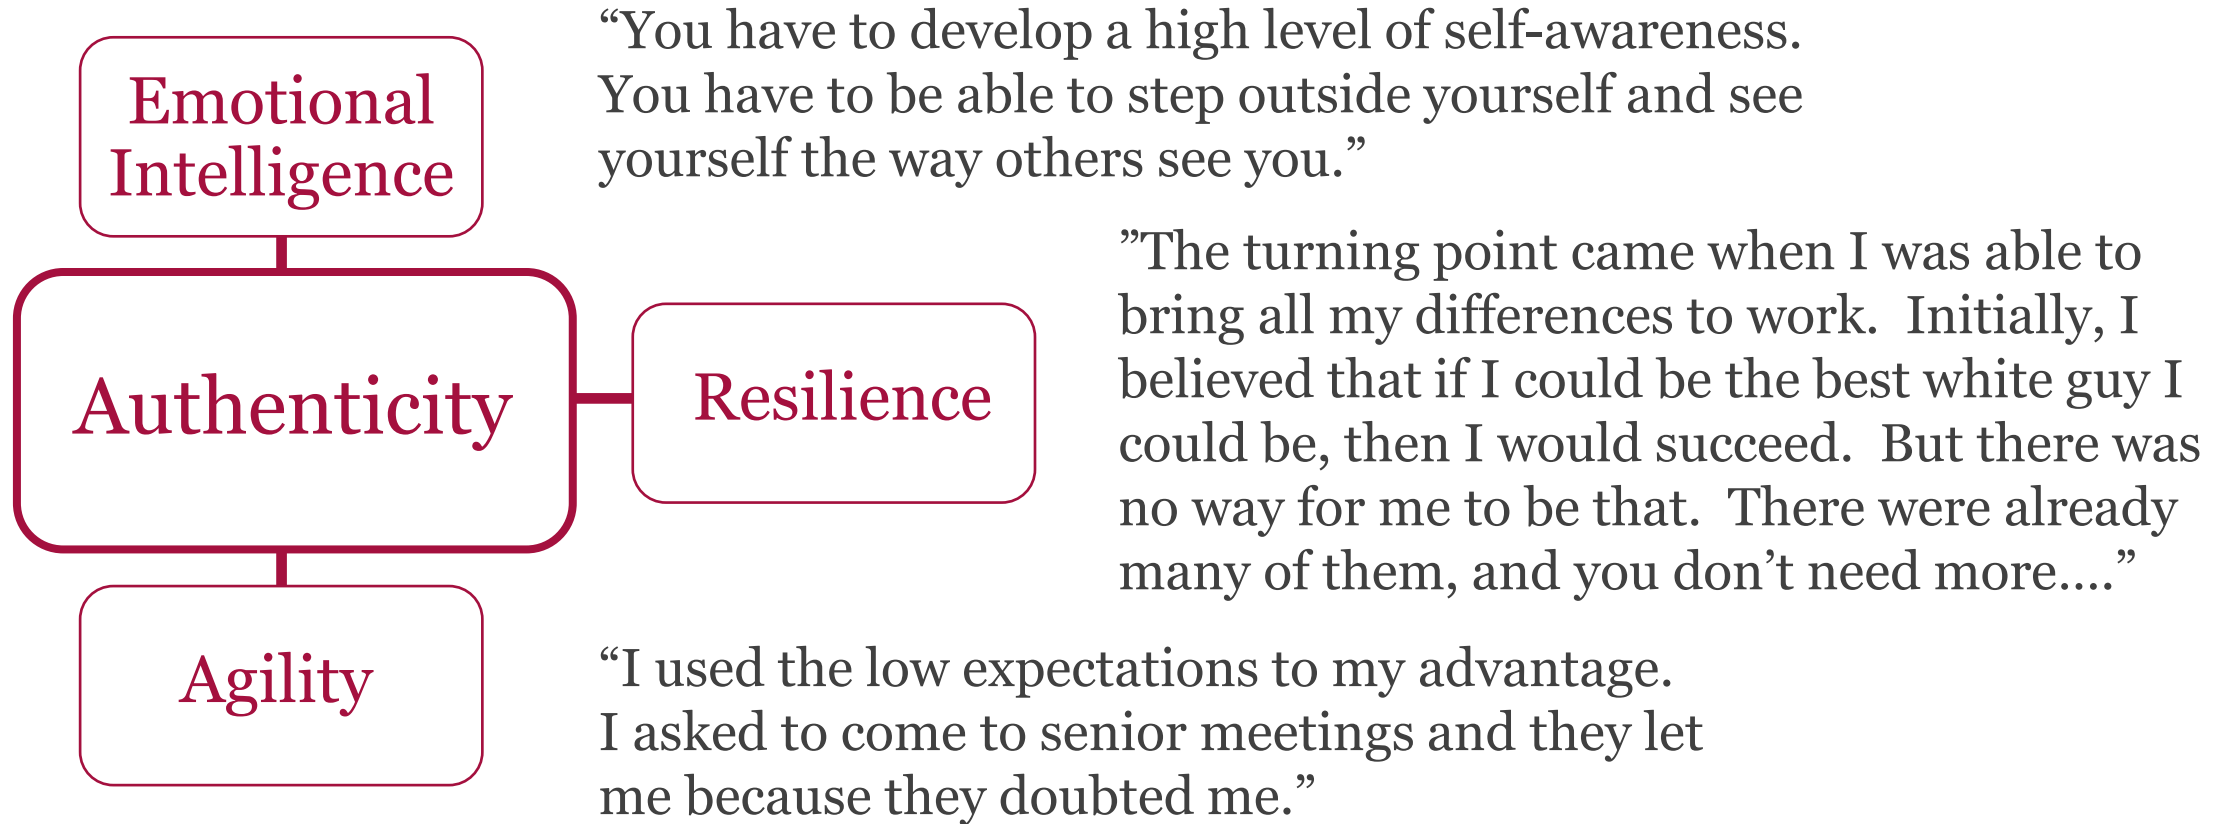 Emotional
Intelligence
“You have to develop a high level of self-awareness.
You have to be able to step outside yourself and see
yourself the way others see you.”
Authenticity
Resilience
”The turning point came when I was able to
bring all my differences to work.  Initially, I
believed that if I could be the best white guy I
could be, then I would succeed.  But there was
no way for me to be that.  There were already
many of them, and you don’t need more....”
Agility
“I used the low expectations to my advantage.
I asked to come to senior meetings and they let
me because they doubted me.”